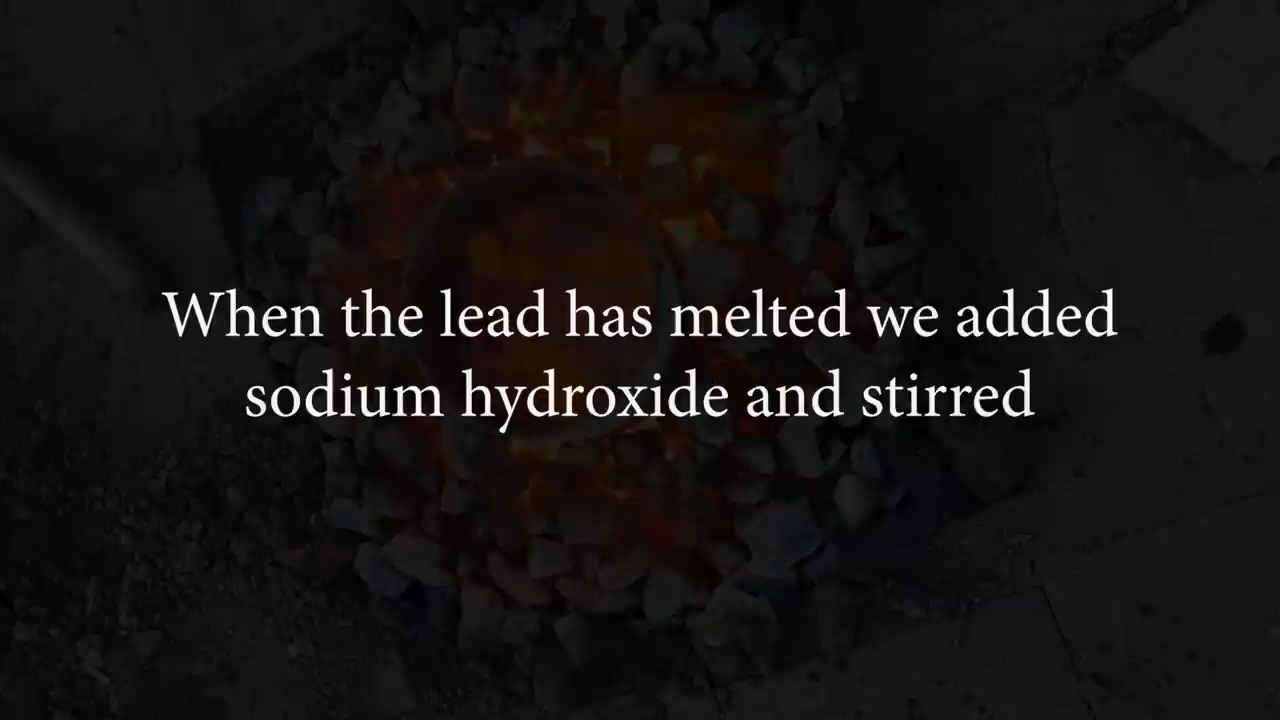 When the lead has melted we added
sodium hydroxide and stirred